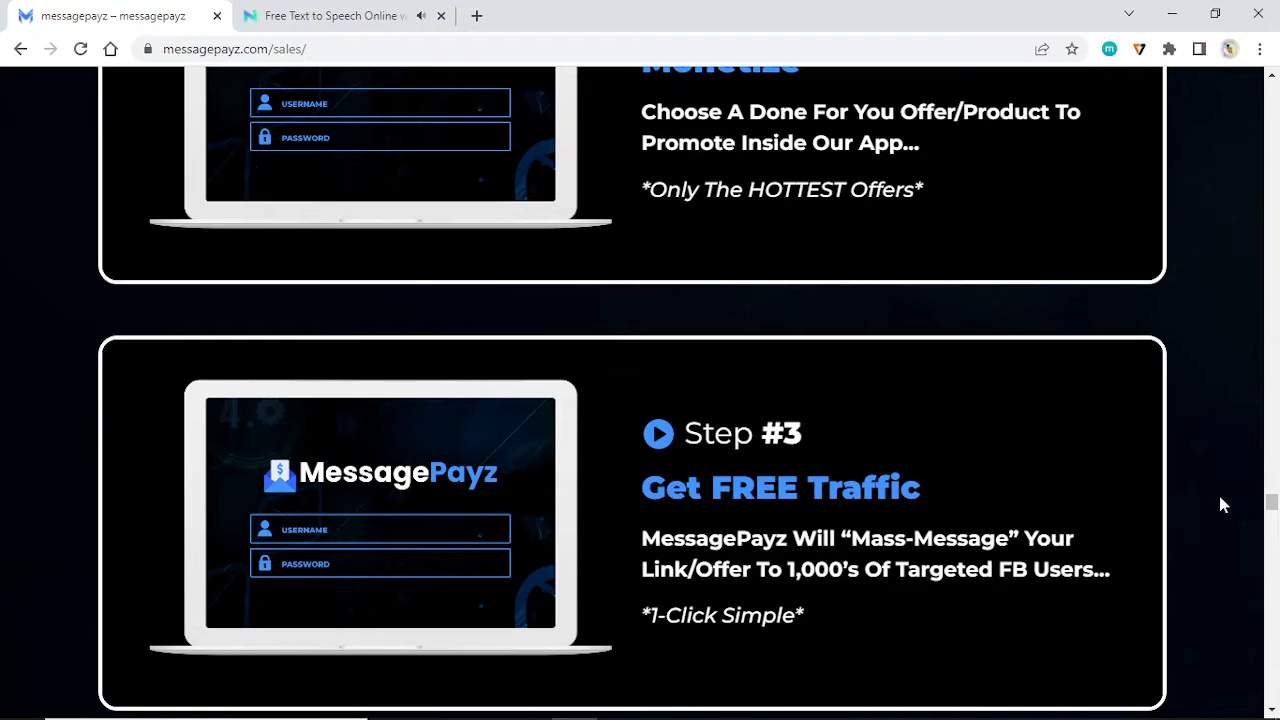 messagepayz – messagepayz
Free Text to Speech Online w
messagepayz.com/sales/
m
Monetize
USERNAME
PASSWORD
Choose A Done For You Offer/Product To
Promote Inside Our App...
*Only The HOTTEST Offers*
MessagePayz
USERNAME
PASSWORD
Step #3
Get FREE Traffic
MessagePayz Will “Mass-Message” Your
Link/Offer To 1,000’s Of Targeted FB Users...
*1-Click Simple*